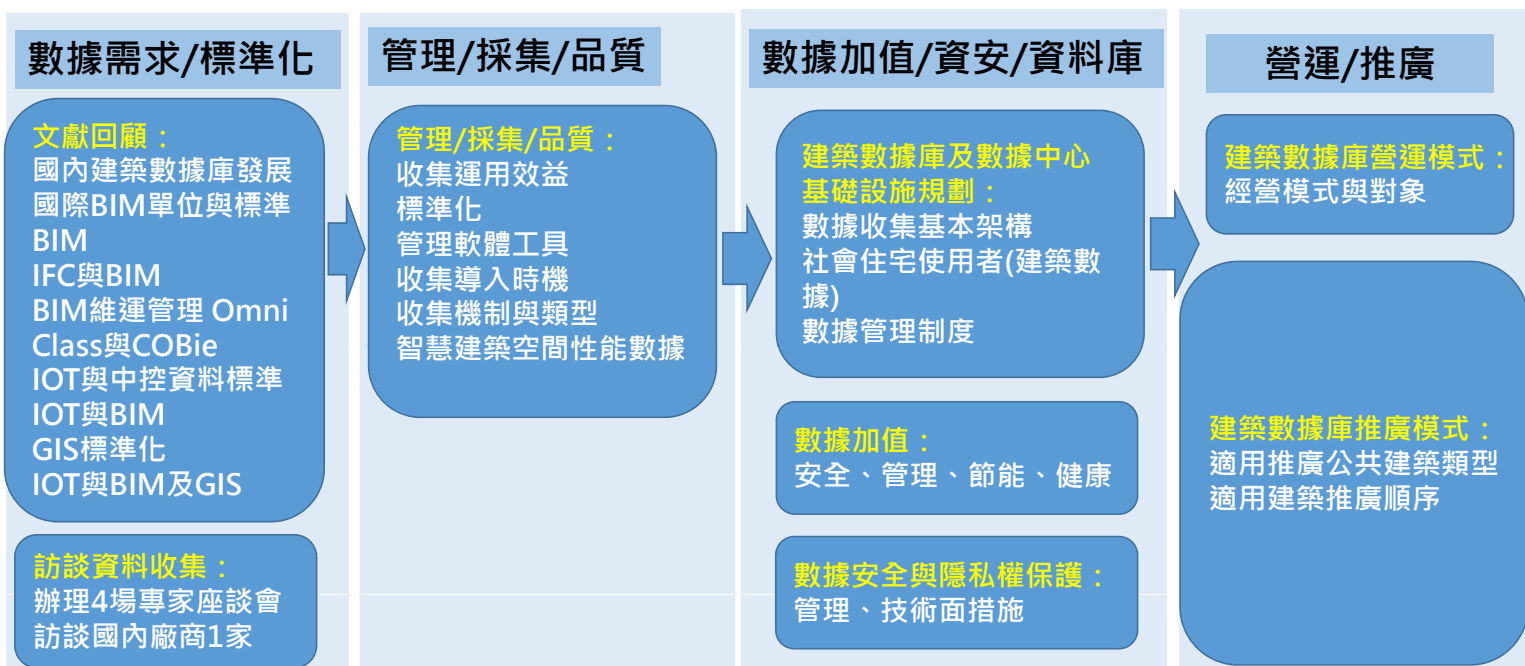 數據需求/標準化
文獻回顧：
國內建築數據庫發展
國際BIM單位與標準
BIM
IFC與BIM
BIM維運管理 Omni
Class與COBie
IOT與中控資料標準
IOT與BIM
GIS標準化
IOT與BIM及GIS
訪談資料收集：
辦理4場專家座談會
訪談國內廠商1家
管理/採集/品質
管理/採集/品質：
收集運用效益
標準化
管理軟體工具
收集導入時機
收集機制與類型
智慧建築空間性能數據
數據加值/資安/資料庫
建築數據庫及數據中心
基礎設施規劃：
數據收集基本架構
社會住宅使用者(建築數
據)
數據管理制度
數據加值：
安全、管理、節能、健康
數據安全與隱私權保護：
管理、技術面措施
營運/推廣
建築數據庫營運模式：
經營模式與對象
建築數據庫推廣模式：
適用推廣公共建築類型
適用建築推廣順序